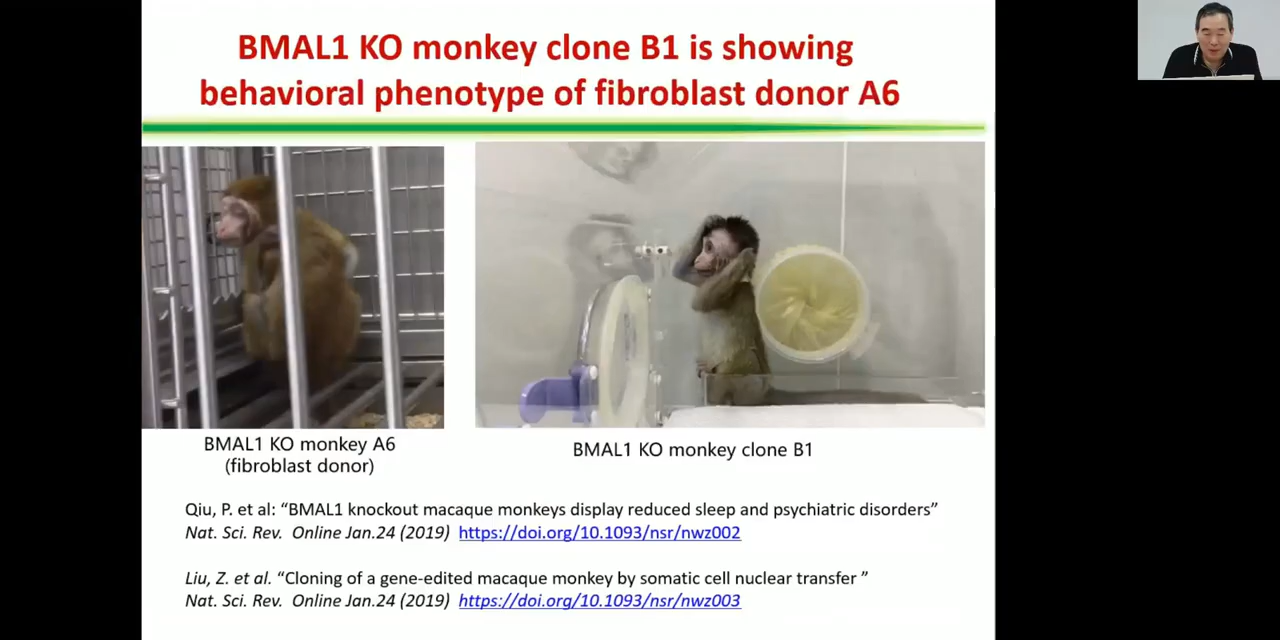 BMAL1 KO monkey clone B1 is showing
behavioral phenotype of fibroblast donor A6
BMAL1 KO monkey A6
(fibroblast donor)
BMAL1 KO monkey clone B1
Qiu, P. et al: “BMAL1 knockout macaque monkeys display reduced sleep and psychiatric disorders”
Nat. Sci. Rev. Online Jan.24 (2019) https://doi.org/10.1093/nsr/nwz002
Liu, Z. et al. “Cloning of a gene-edited macaque monkey by somatic cell nuclear transfer ”
Nat. Sci. Rev. Online Jan.24 (2019) https://doi.org/10.1093/nsr/nwz003